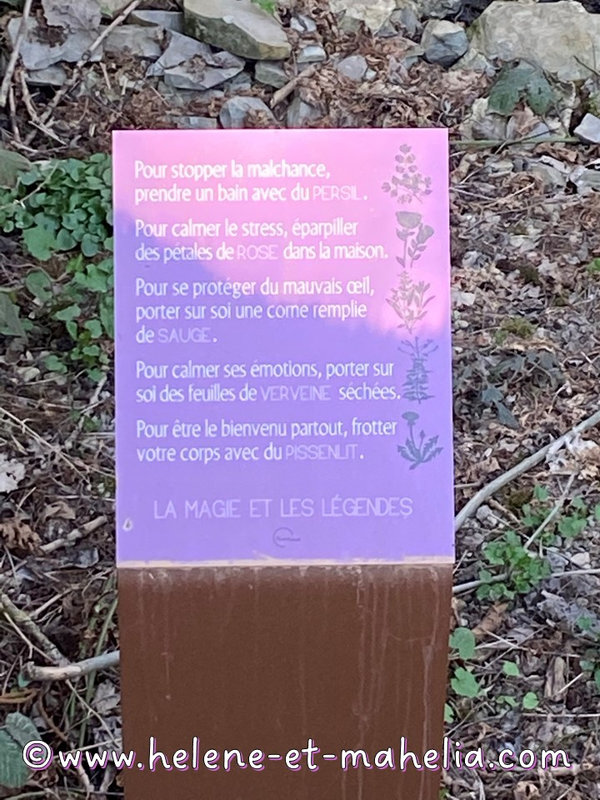 Pour stopper la malchance,
prendre un bain avec du PERSIL.
Pour calmer le stress, éparpiller
des pétales de ROSE dans la maison.
Pour se protéger du mauvais œil,
porter sur soi une corne remplie
de SAUGE.
Pour calmer ses émotions, porter sur
soi des feuilles de VERVEINE séchées.
Pour être le bienvenu partout, frotter
votre corps avec du PISSENLIT.
LA MAGIE ET LES LÉGENDES
©www.helene-et-mahelia.com